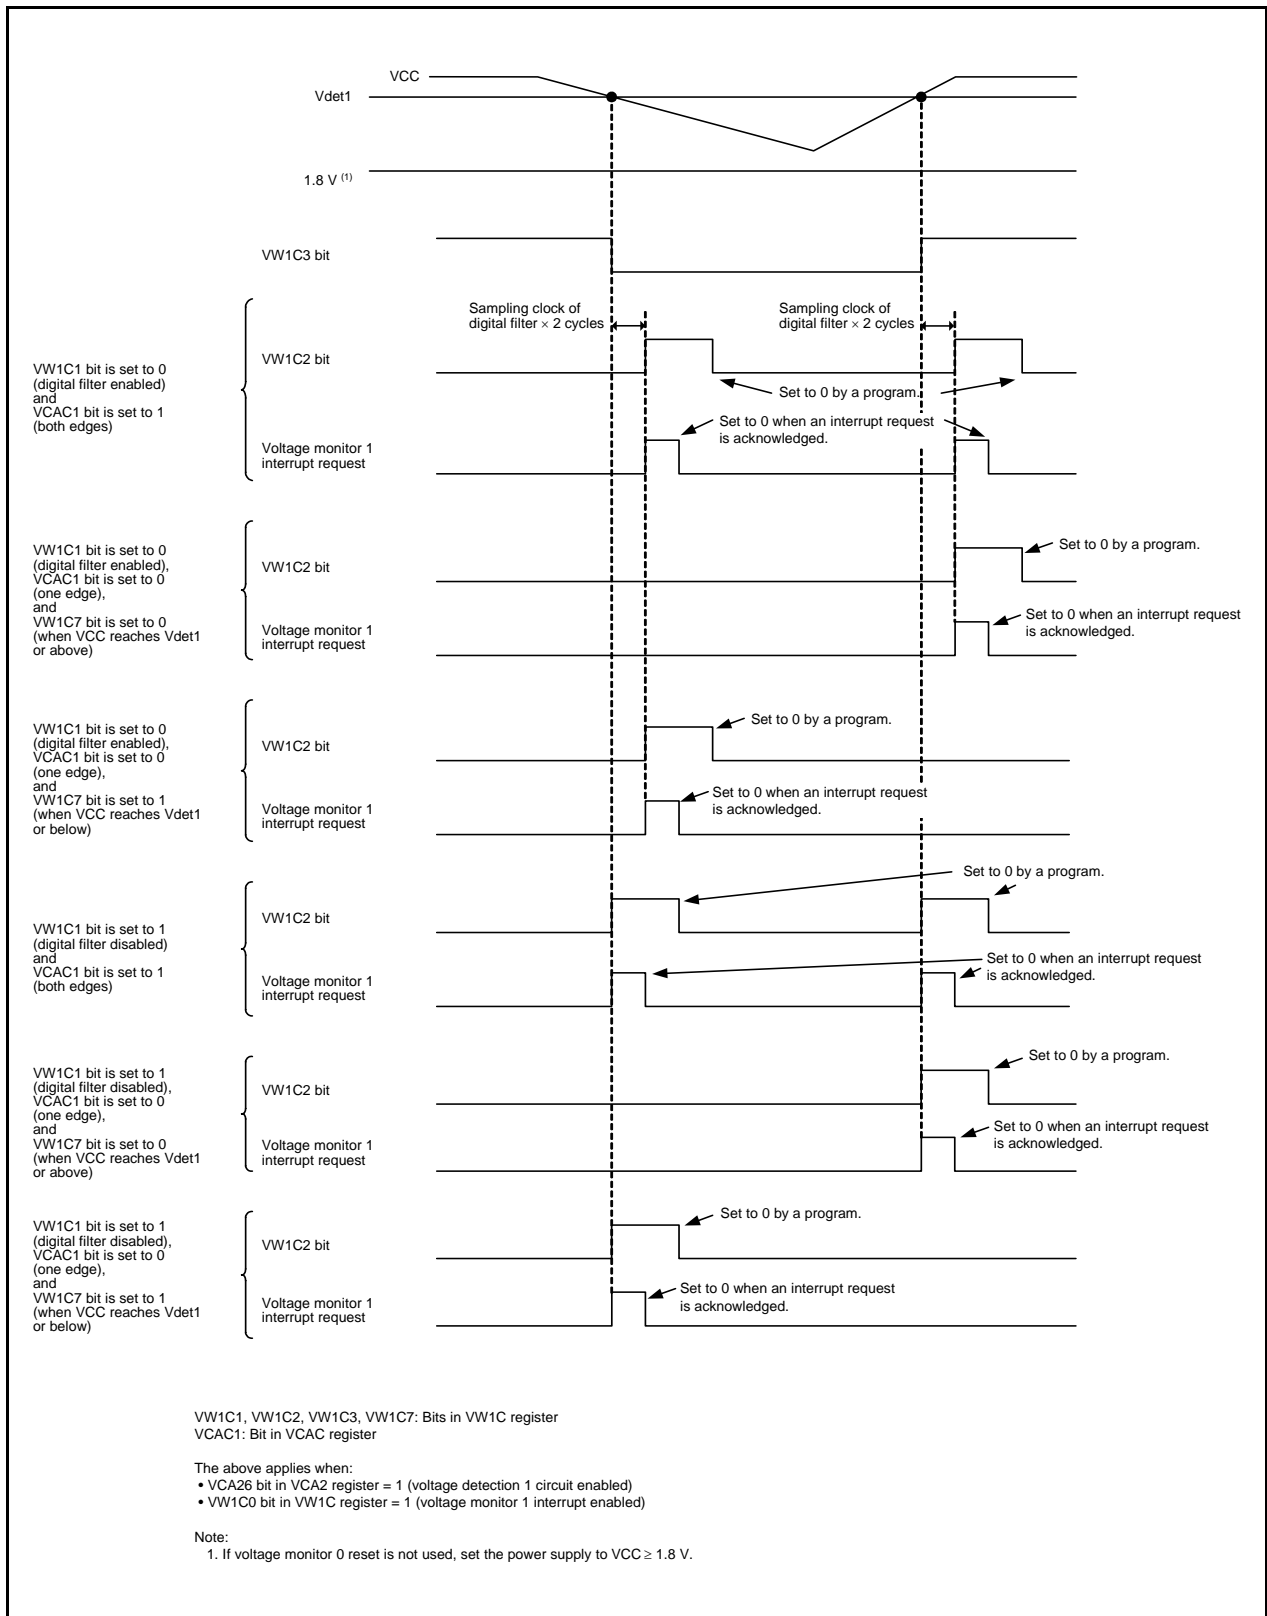 VCC
Vdet1
1.8 V (1)
VW1C3 bit
Sampling clock of
digital filter × 2 cycles
Sampling clock of
digital filter × 2 cycles
VW1C1 bit is set to 0
(digital filter enabled)
and
VCAC1 bit is set to 1
(both edges)
VW1C2 bit
Set to 0 by a program.
Set to 0 when an interrupt request
is acknowledged.
Voltage monitor 1
interrupt request
VW1C1 bit is set to 0
(digital filter enabled),
VCAC1 bit is set to 0
(one edge),
and
VW1C7 bit is set to 0
(when VCC reaches Vdet1
or above)
VW1C2 bit
Set to 0 by a program.
Voltage monitor 1
interrupt request
Set to 0 when an interrupt request
is acknowledged.
VW1C1 bit is set to 0
(digital filter enabled),
VCAC1 bit is set to 0
(one edge),
and
VW1C7 bit is set to 1
(when VCC reaches Vdet1
or below)
VW1C2 bit
Set to 0 by a program.
Voltage monitor 1
interrupt request
Set to 0 when an interrupt request
is acknowledged.
VW1C1 bit is set to 1
(digital filter disabled)
and
VCAC1 bit is set to 1
(both edges)
VW1C2 bit
Set to 0 by a program.
Voltage monitor 1
interrupt request
Set to 0 when an interrupt request
is acknowledged.
VW1C1 bit is set to 1
(digital filter disabled),
VCAC1 bit is set to 0
(one edge),
and
VW1C7 bit is set to 0
(when VCC reaches Vdet1
or above)
VW1C2 bit
Set to 0 by a program.
Voltage monitor 1
interrupt request
Set to 0 when an interrupt request
is acknowledged.
VW1C1 bit is set to 1
(digital filter disabled),
VCAC1 bit is set to 0
(one edge),
and
VW1C7 bit is set to 1
(when VCC reaches Vdet1
or below)
VW1C2 bit
Set to 0 by a program.
Voltage monitor 1
interrupt request
Set to 0 when an interrupt request
is acknowledged.
VW1C1, VW1C2, VW1C3, VW1C7: Bits in VW1C register
VCAC1: Bit in VCAC register
The above applies when:
• VCA26 bit in VCA2 register = 1 (voltage detection 1 circuit enabled)
• VW1C0 bit in VW1C register = 1 (voltage monitor 1 interrupt enabled)
Note:
1. If voltage monitor 0 reset is not used, set the power supply to VCC ≥ 1.8 V.